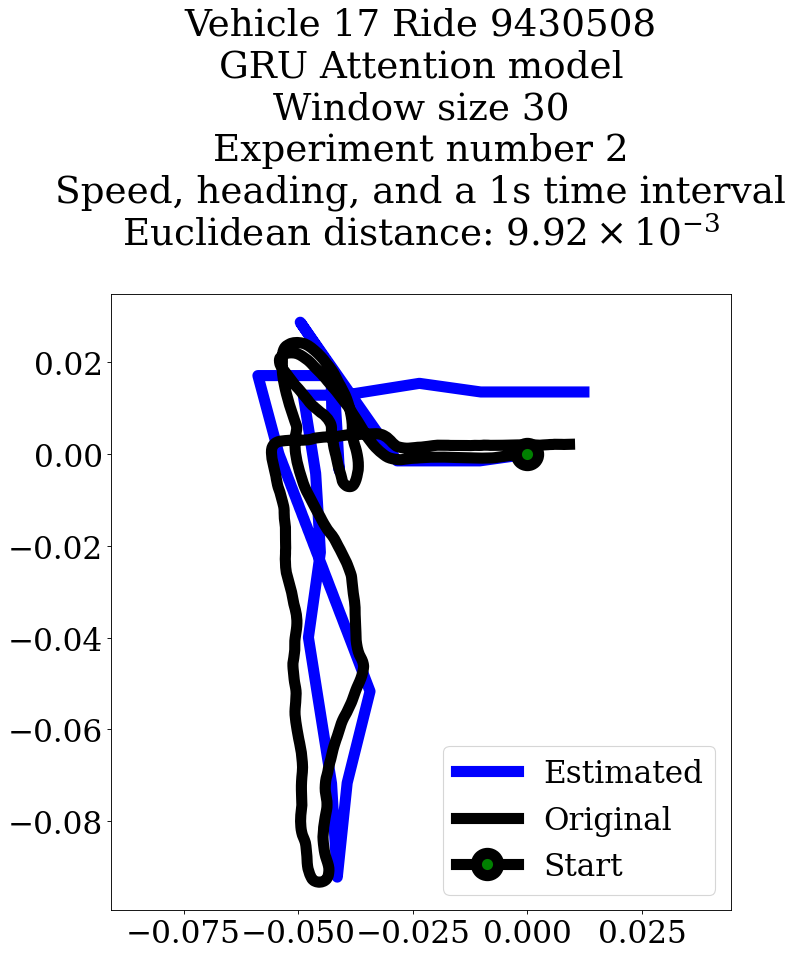 Vehicle 17 Ride 9430508
GRU Attention model
Window size 30
Experiment number 2
Speed, heading, and a 1s time interval
Euclidean distance: 9.92 × 10⁻³
0.02
0.00
−0.02
−0.04
−0.06
−0.08
Estimated
Original
Start
−0.075 −0.050 −0.025 0.000 0.025